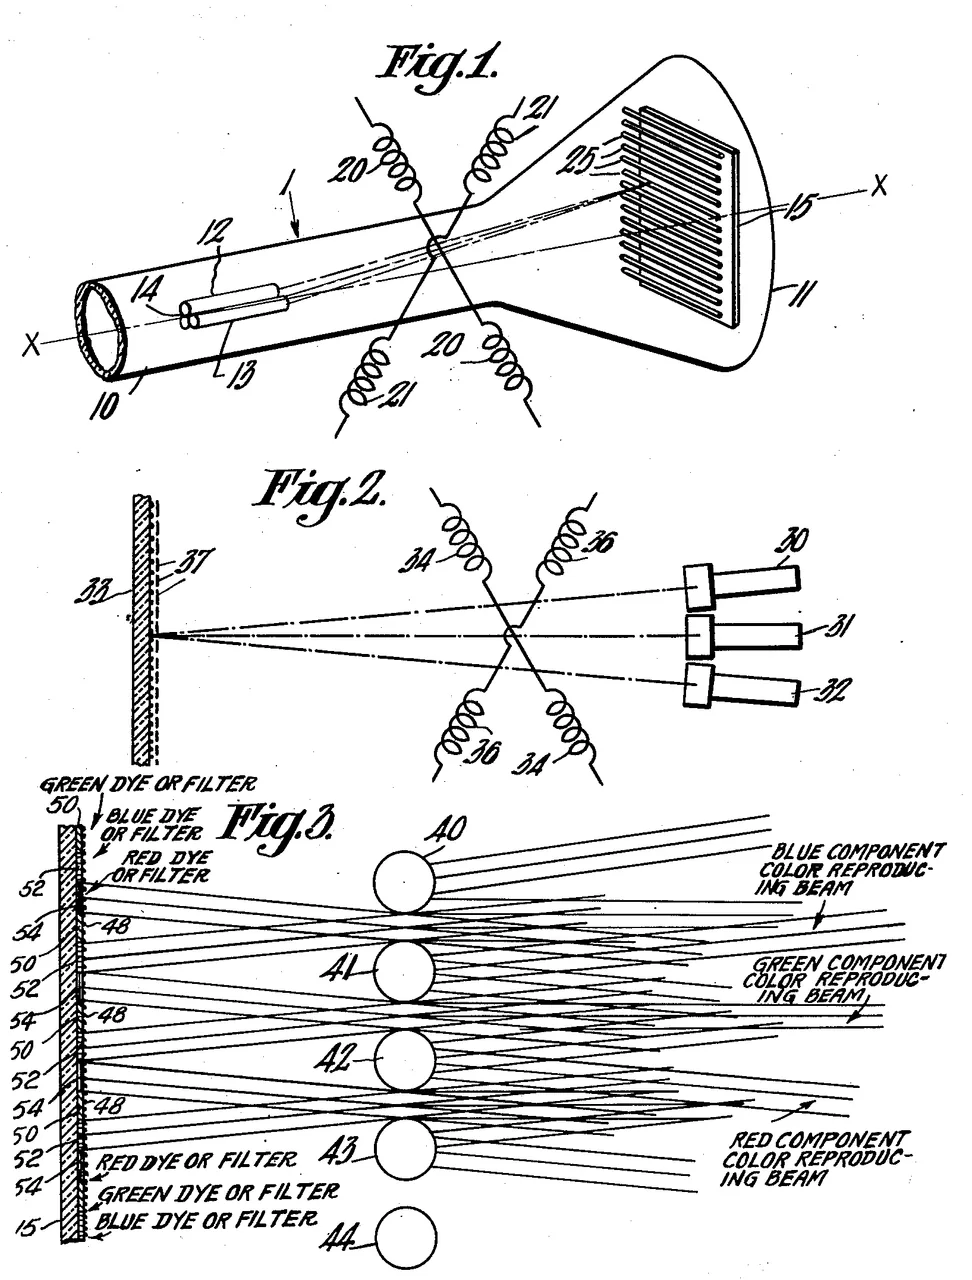 Fig.1.
20
21
25
X
1
12
15
14
11
X
13
20
10
21
Fig.2.
34
36
30
33
37
31
32
36
34
GREEN DYE OR FILTER
50
BLUE DYE
OR FILTER
Fig.3.
40
RED DYE
OR FILTER
52
BLUE COMPONENT
COLOR REPRODUC-
ING BEAM
54
48
50
41
52
GREEN COMPONENT
COLOR REPRODUC-
ING BEAM
54
48
50
42
52
54
48
50
RED COMPONENT
COLOR REPRODUC-
ING BEAM
52
43
RED DYE OR FILTER
54
GREEN DYE OR FILTER
15
BLUE DYE OR FILTER
44